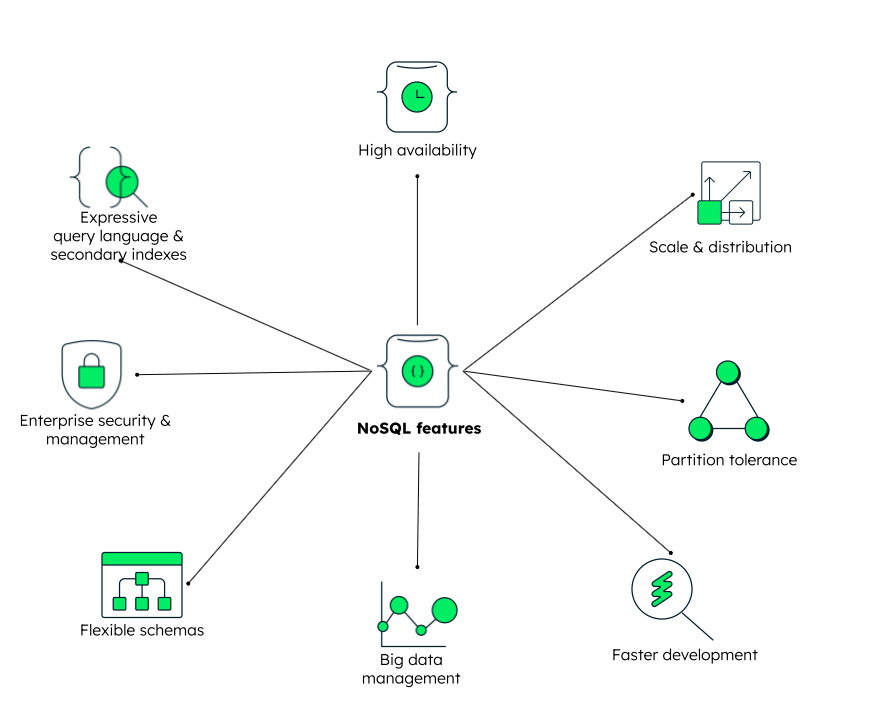 High availability
Expressive
query language &
secondary indexes
Scale & distribution
{ }
NoSQL features
Enterprise security &
management
Partition tolerance
Flexible schemas
Big data
management
Faster development